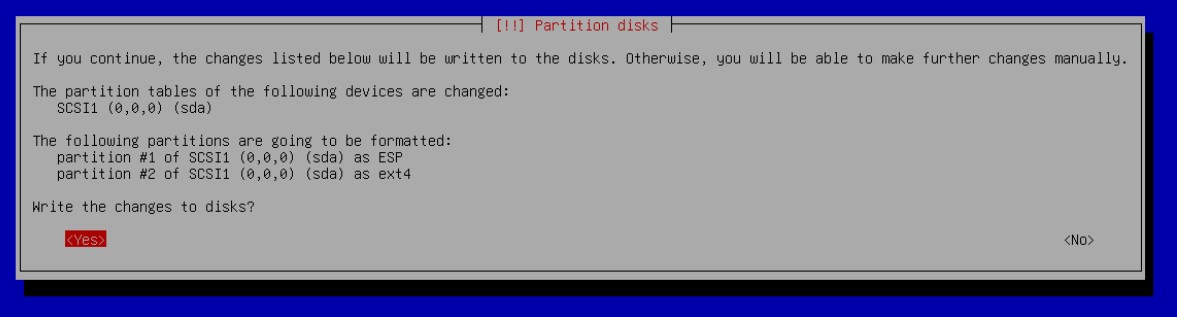 [!!] Partition disks
If you continue, the changes listed below will be written to the disks. Otherwise, you will be able to make further changes manually.
The partition tables of the following devices are changed:
SCSI1 (0,0,0) (sda)
The following partitions are going to be formatted:
partition #1 of SCSI1 (0,0,0) (sda) as ESP
partition #2 of SCSI1 (0,0,0) (sda) as ext4
Write the changes to disks?
<Yes> <No>